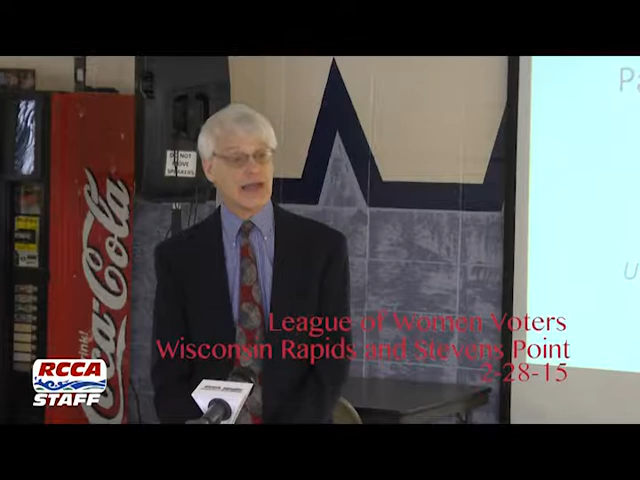 Pa
DO NOT
MOVE
SPEAKERS
Coca-Cola
U
League of Women Voters
Wisconsin Rapids and Stevens Point
2-28-15
RCCA
STAFF